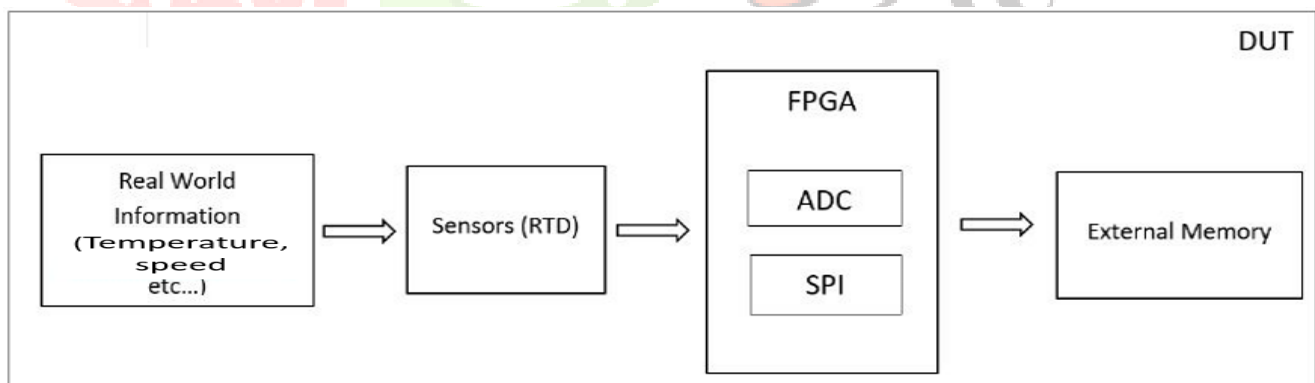 DUT
FPGA
Real World
Information
(Temperature,
speed
etc...)
Sensors (RTD)
ADC
SPI
External Memory